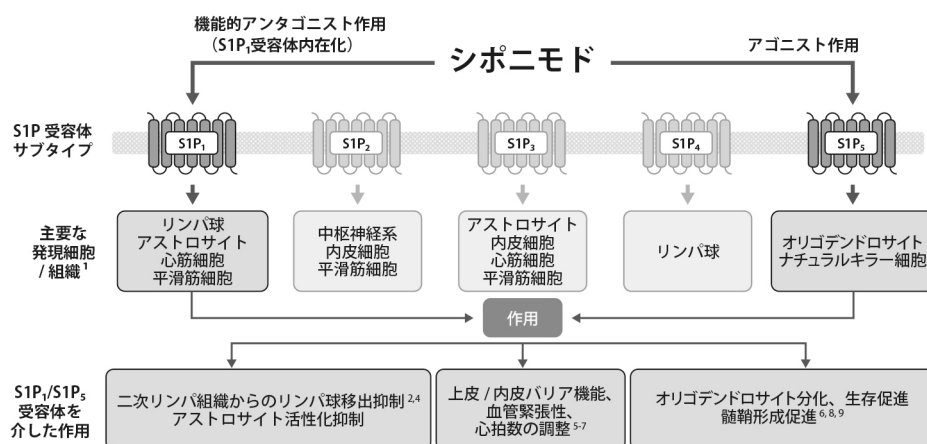 機能的アンタゴニスト作用
(S1P₁受容体内在化)
シポニモド
アゴニスト作用
S1P 受容体
サブタイプ
S1P₁
S1P₂
S1P₃
S1P₄
S1P₅
主要な
発現細胞
/ 組織¹
リンパ球
アストロサイト
心筋細胞
平滑筋細胞
中枢神経系
内皮細胞
平滑筋細胞
アストロサイト
内皮細胞
心筋細胞
平滑筋細胞
リンパ球
オリゴデンドロサイト
ナチュラルキラー細胞
作用
S1P₁/S1P₅
受容体を
介した作用
二次リンパ組織からのリンパ球移出抑制²,⁴
アストロサイト活性化抑制
上皮 / 内皮バリア機能、
血管緊張性、
心拍数の調整⁵⁻⁷
オリゴデンドロサイト分化、生存促進
髄鞘形成促進⁶,⁸,⁹